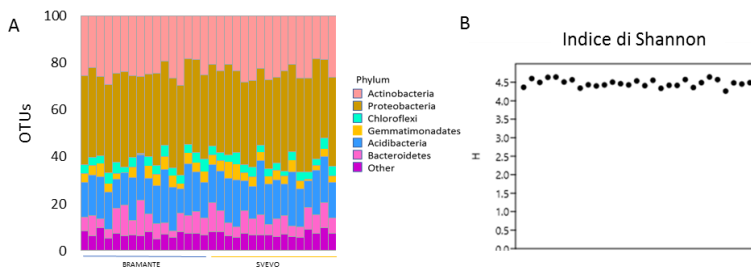 A
100
80
60
40
20
0
OTUs
BRAMANTE
SVEVO
Phylum
Actinobacteria
Proteobacteria
Chloroflexi
Gemmatimonadates
Acidibacteria
Bacteroidetes
Other
B
Indice di Shannon
4.5
4.0
3.5
3.0
2.5
2.0
1.5
1.0
0.5
0.0
H